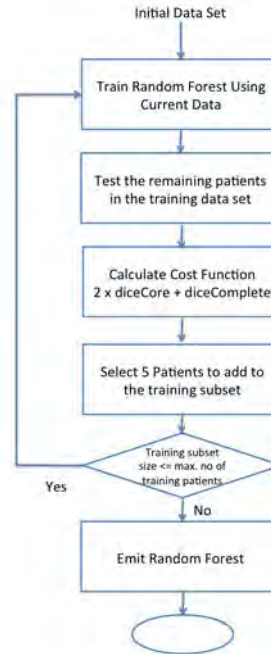 Initial Data Set
Train Random Forest Using
Current Data
Test the remaining patients
in the training data set
Calculate Cost Function
2 x diceCore + diceComplete
Select 5 Patients to add to
the training subset
Training subset
size <= max. no of
training patients
Yes
No
Emit Random Forest